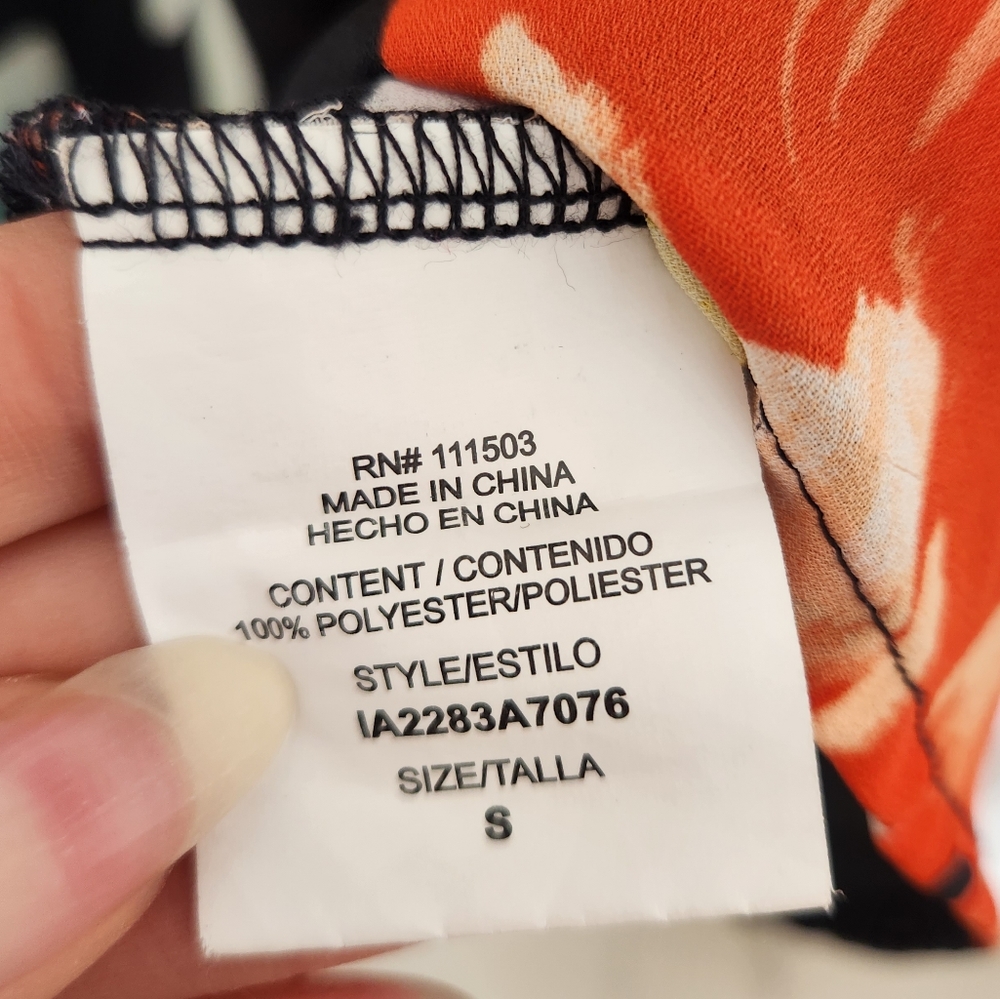 RN# 111503
MADE IN CHINA
HECHO EN CHINA
CONTENT / CONTENIDO
100% POLYESTER/POLIESTER
STYLE/ESTILO
IA2283A7076
SIZE/TALLA
S